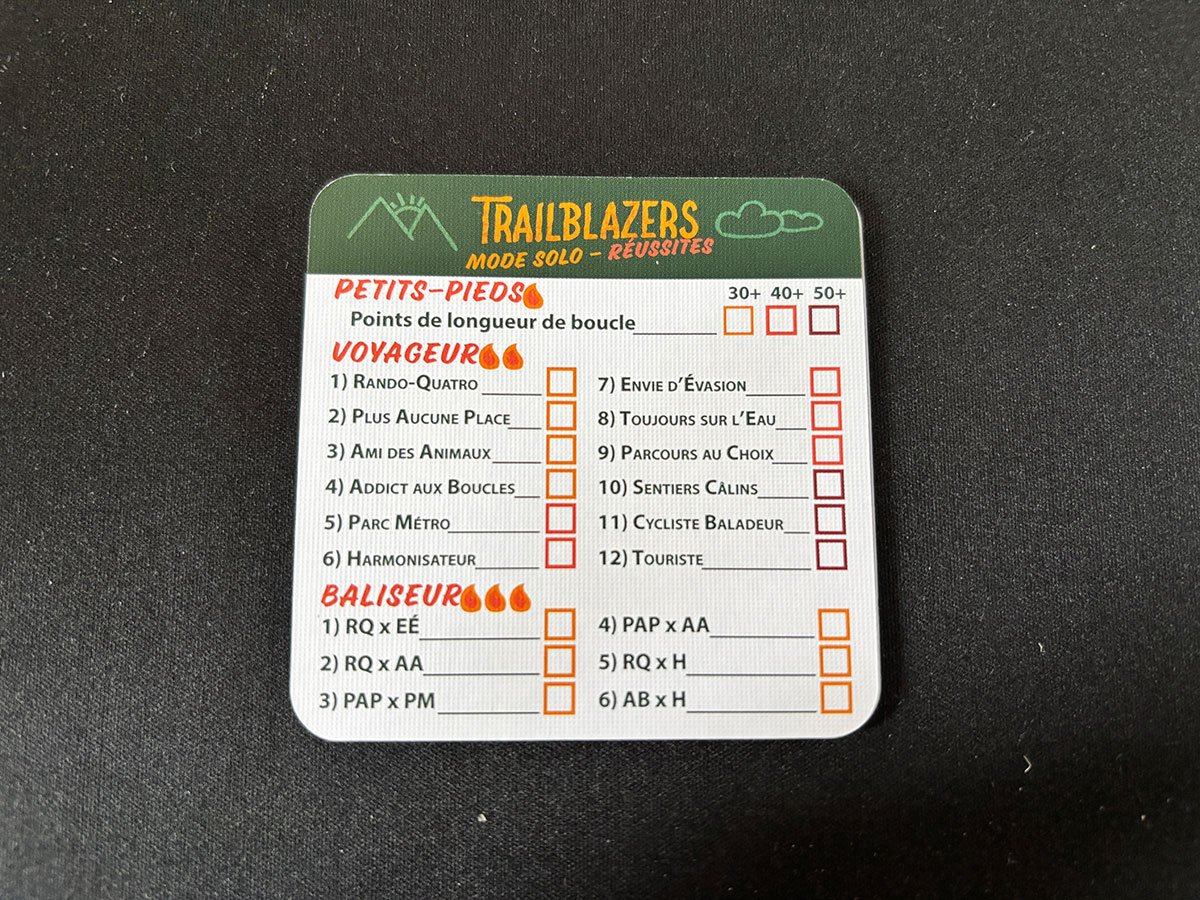 TRAILBLAZERS
MODE SOLO – RÉUSSITES
PETITS-PIEDS
30+ 40+ 50+
Points de longueur de boucle
VOYAGEUR
1) RANDO-QUATRO
2) PLUS AUCUNE PLACE
3) AMI DES ANIMAUX
4) ADDICT AUX BOUCLES
5) PARC MÉTRO
6) HARMONISATEUR
7) ENVIE D'ÉVASION
8) TOUJOURS SUR L'EAU
9) PARCOURS AU CHOIX
10) SENTIERS CÂLINS
11) CYCLISTE BALADEUR
12) TOURISTE
BALISEUR
1) RQ x EÉ
2) RQ x AA
3) PAP x PM
4) PAP x AA
5) RQ x H
6) AB x H